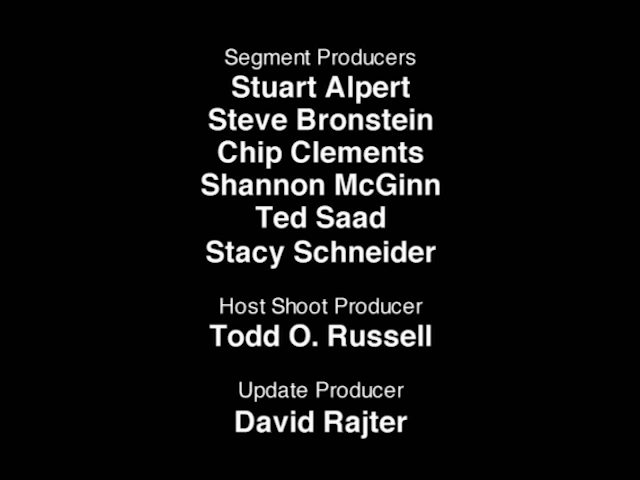 Segment Producers
Stuart Alpert
Steve Bronstein
Chip Clements
Shannon McGinn
Ted Saad
Stacy Schneider
Host Shoot Producer
Todd O. Russell
Update Producer
David Rajter